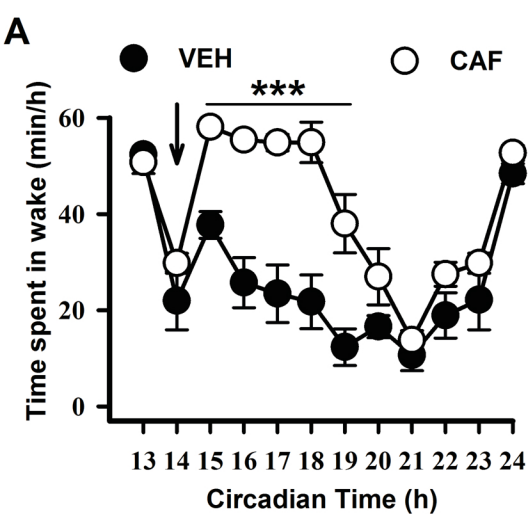 A
VEH
CAF
***
Time spent in wake (min/h)
60
40
20
0
13 14 15 16 17 18 19 20 21 22 23 24
Circadian Time (h)